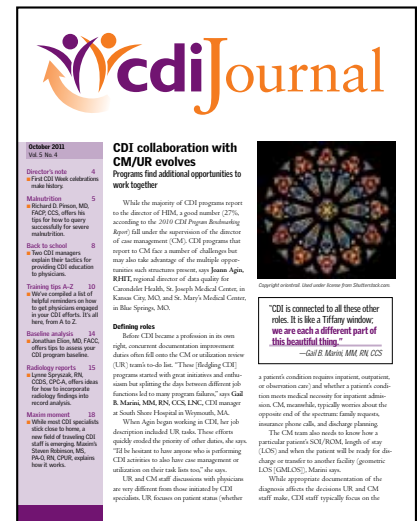 cdi Journal
October 2011
Vol. 5 No. 4
Director's note 4
First CDI Week celebrations
make history.
Malnutrition 5
Richard D. Pinson, MD,
FACP, CCS, offers his
tips for how to query
successfully for severe
malnutrition.
Back to school 8
Two CDI managers
explain their tactics for
providing CDI education
to physicians.
Training tips A–Z 10
We've compiled a list of
helpful reminders on how
to get physicians engaged
in your CDI efforts. It's all
here, from A to Z.
Baseline analysis 14
Jonathan Elion, MD, FACC,
offers tips to assess your
CDI program baseline.
Radiology reports 15
Lynne Spryszak, RN,
CCDS, CPC-A, offers ideas
for how to incorporate
radiology findings into
record analysis.
Maxim moment 18
While most CDI specialists
stick close to home, a
new field of traveling CDI
staff is emerging. Maxim's
Steven Robinson, MS,
PA-O, RN, CPUR, explains
how it works.
CDI collaboration with
CM/UR evolves
Programs find additional opportunities to
work together
While the majority of CDI programs report
to the director of HIM, a good number (27%,
according to the 2010 CDI Program Benchmarking
Report) fall under the supervision of the director
of case management (CM). CDI programs that
report to CM face a number of challenges but
may also take advantage of the multiple oppor-
tunities such structures present, says Joann Agin,
RHIT, regional director of data quality for
Carondelet Health, St. Joseph Medical Center, in
Kansas City, MO, and St. Mary's Medical Center,
in Blue Springs, MO.
Defining roles
Before CDI became a profession in its own
right, concurrent documentation improvement
duties often fell onto the CM or utilization review
(UR) team's to-do list. "These [fledgling CDI]
programs started with great initiatives and enthu-
siasm but splitting the days between different job
functions led to many program failures," says Gail
B. Marini, MM, RN, CCS, LNC, CDI manager
at South Shore Hospital in Weymouth, MA.
When Agin began working in CDI, her job
description included UR tasks. These efforts
quickly eroded the priority of other duties, she says.
"I'd be hesitant to have anyone who is performing
CDI activities to also have case management or
utilization on their task lists too," she says.
UR and CM staff discussions with physicians
are very different from those initiated by CDI
specialists. UR focuses on patient status (whether
Copyright orientnal. Used under license from Shutterstock.com
"CDI is connected to all these other
roles. It is like a Tiffany window;
we are each a different part of
this beautiful thing."
—Gail B. Marini, MM, RN, CCS
a patient's condition requires inpatient, outpatient,
or observation care) and whether a patient's condi-
tion meets medical necessity for inpatient admis-
sion. CM, meanwhile, typically worries about the
opposite end of the spectrum: family requests,
insurance phone calls, and discharge planning.
The CM team also needs to know how a
particular patient's SOI/ROM, length of stay
(LOS) and when the patient will be ready for dis-
charge or transfer to another facility (geometric
LOS [GMLOS]), Marini says.
While appropriate documentation of the
diagnosis affects the decisions UR and CM
staff make, CDI staff typically focus on the